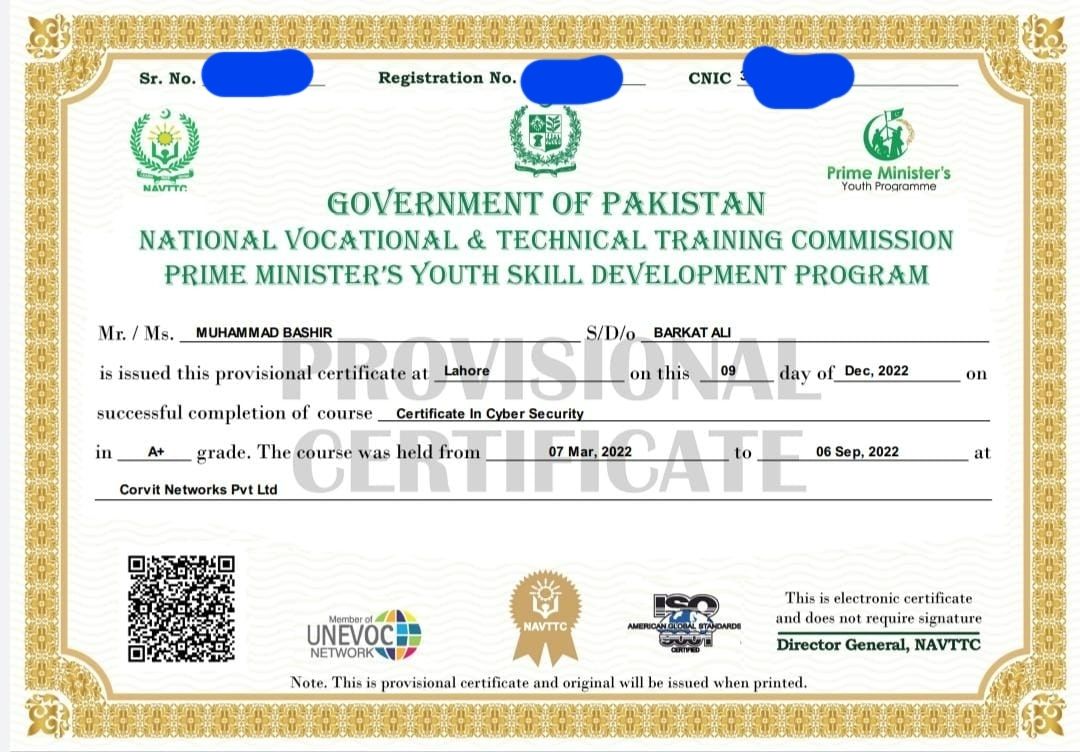 Sr. No.
Registration No.
CNIC
NAVTTC
Prime Minister's
Youth Programme
GOVERNMENT OF PAKISTAN
NATIONAL VOCATIONAL & TECHNICAL TRAINING COMMISSION
PRIME MINISTER'S YOUTH SKILL DEVELOPMENT PROGRAM
Mr. / Ms. MUHAMMAD BASHIR S/D/o BARKAT ALI
is issued this provisional certificate at Lahore on this 09 day of Dec, 2022 on
successful completion of course Certificate In Cyber Security
in A+ grade. The course was held from 07 Mar, 2022 to 06 Sep, 2022 at
Corvit Networks Pvt Ltd
PROVISIONAL
CERTIFICATE
Member of
UNEVOC
NETWORK
NAVTTC
ISO
AMERICAN GLOBAL STANDARDS
9001
CERTIFIED
This is electronic certificate
and does not require signature
Director General, NAVTTC
Note. This is provisional certificate and original will be issued when printed.